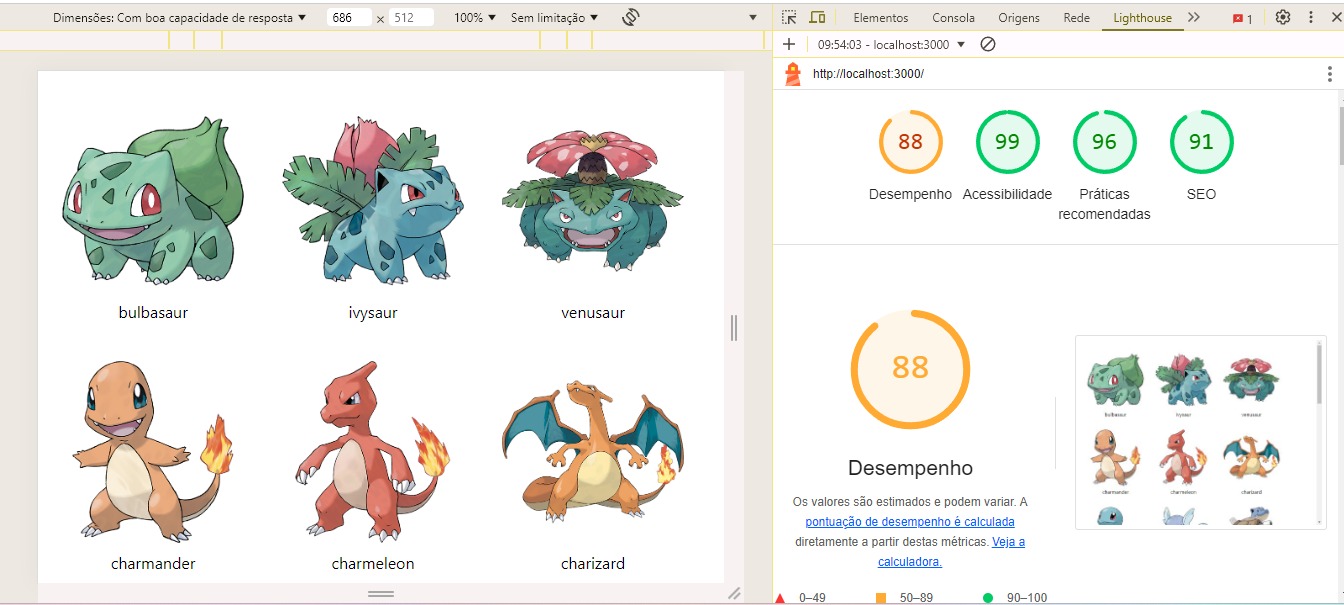 Dimensões: Com boa capacidade de resposta
686 × 512
100%
Sem limitação
Elementos Console Origens Rede Lighthouse
1
09:54:03 - localhost:3000
http://localhost:3000/
88 99 96 91
Desempenho Acessibilidade Práticas recomendadas SEO
bulbasaur ivysaur venusaur
charmander charmeleon charizard
88
Desempenho
Os valores são estimados e podem variar. A
pontuação de desempenho é calculada
diretamente a partir destas métricas. Veja a
calculadora.
0–49 50–89 90–100
bulbasaur ivysaur venusaur
charmander charmeleon charizard